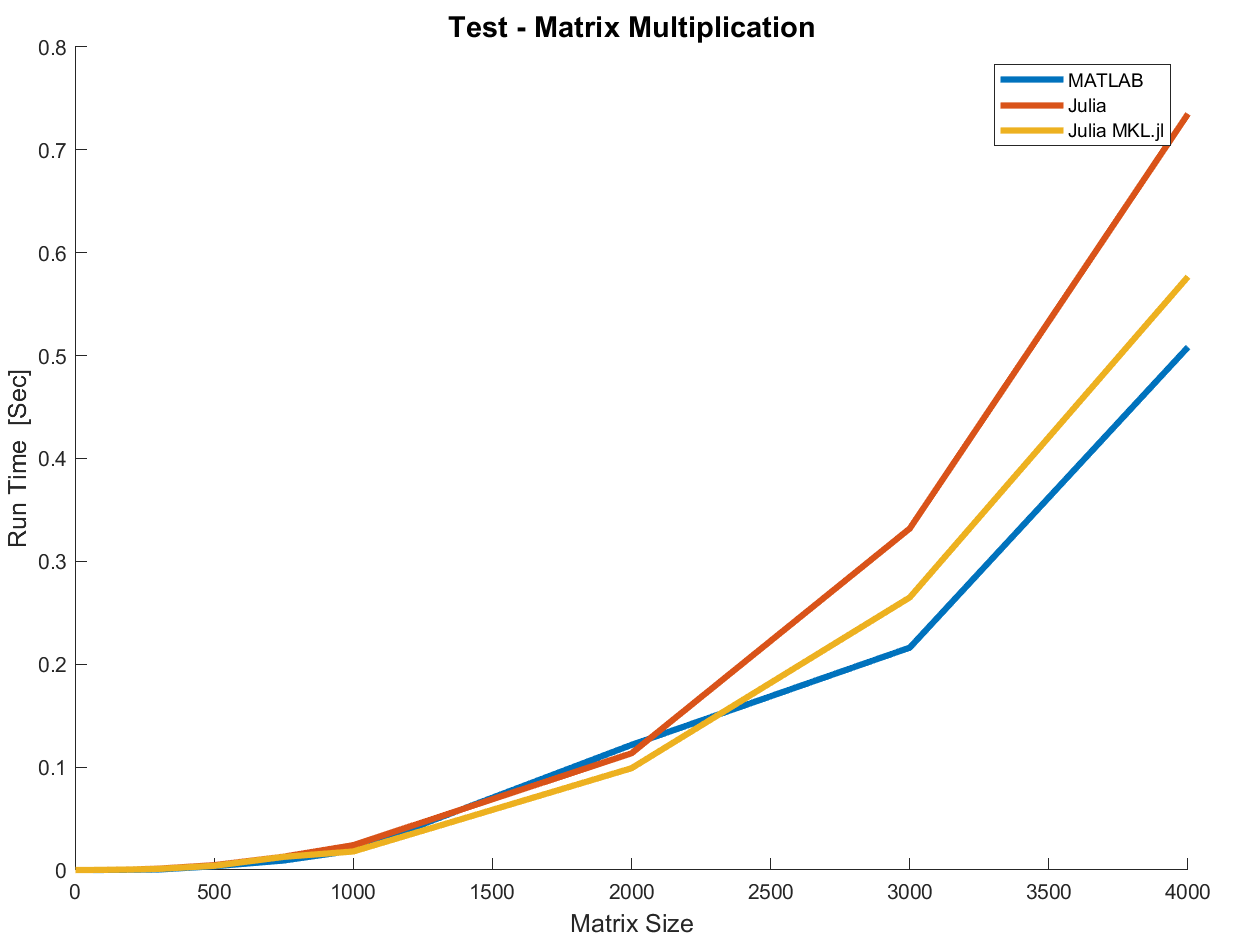 Test - Matrix Multiplication
MATLAB
Julia
Julia MKL.jl
0.8
0.7
0.6
0.5
0.4
0.3
0.2
0.1
0
Run Time [Sec]
0 500 1000 1500 2000 2500 3000 3500 4000
Matrix Size